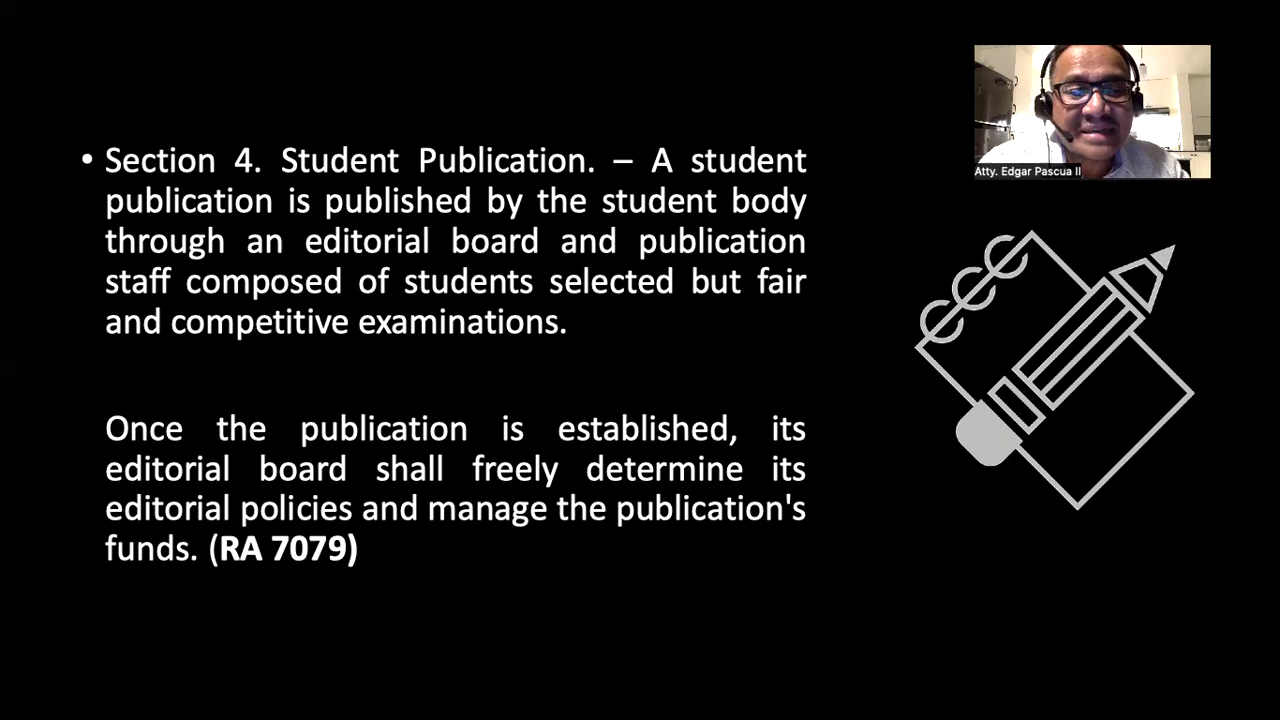 Atty. Edgar Pascua II
• Section 4. Student Publication. – A student
publication is published by the student body
through an editorial board and publication
staff composed of students selected but fair
and competitive examinations.
Once the publication is established, its
editorial board shall freely determine its
editorial policies and manage the publication's
funds. (RA 7079)